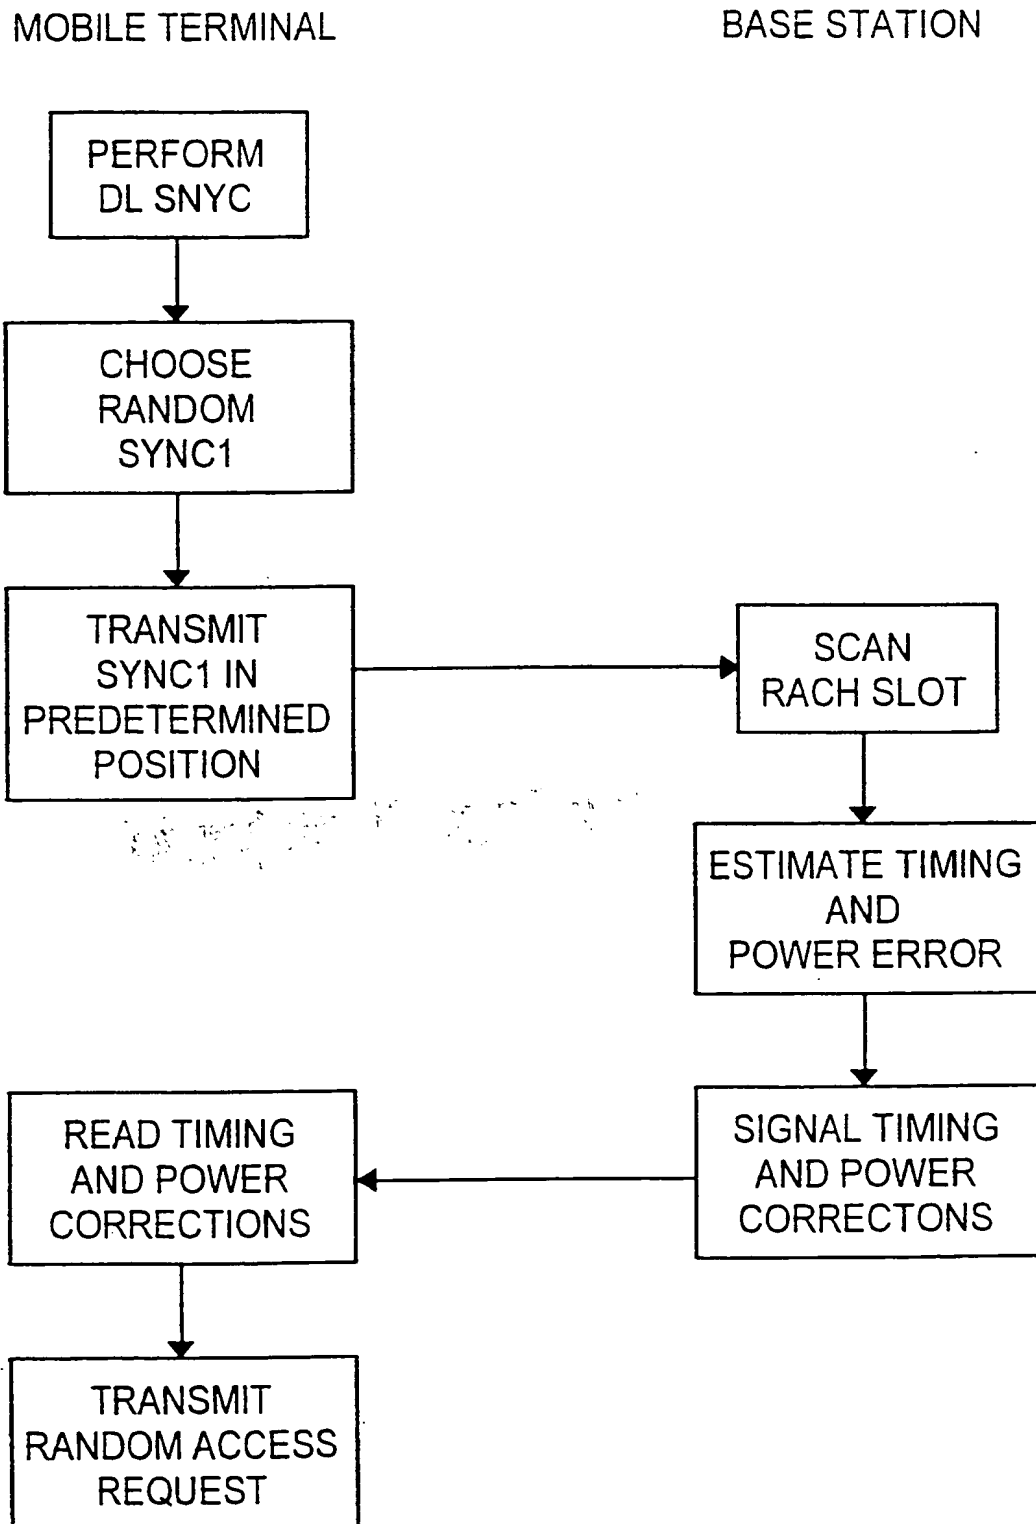 MOBILE TERMINAL
BASE STATION
PERFORM
DL SNYC
CHOOSE
RANDOM
SYNC1
TRANSMIT
SYNC1 IN
PREDETERMINED
POSITION
SCAN
RACH SLOT
ESTIMATE TIMING
AND
POWER ERROR
SIGNAL TIMING
AND POWER
CORRECTONS
READ TIMING
AND POWER
CORRECTIONS
TRANSMIT
RANDOM ACCESS
REQUEST